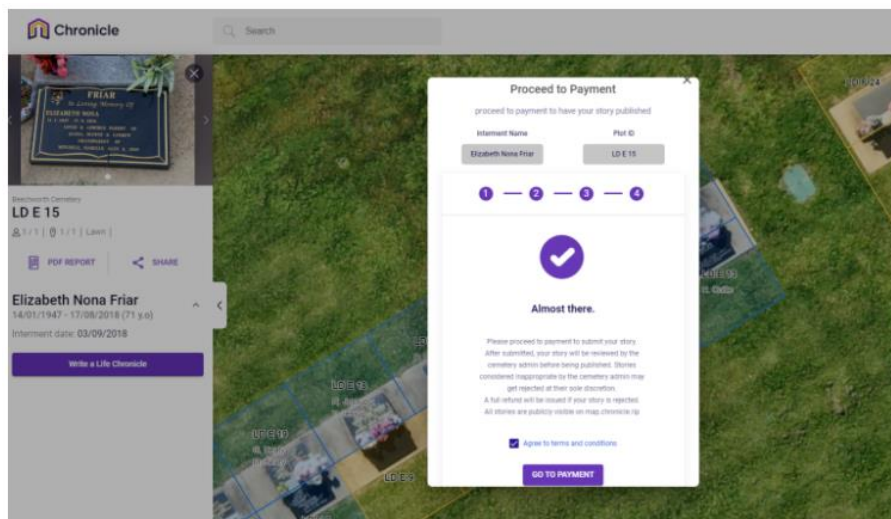 Chronicle
Search
FRIAR
In Loving Memory Of
ELIZABETH NONA
Beechworth Cemetery
LD E 15
1 / 1 | 1 / 1 | Lawn |
PDF REPORT
SHARE
Elizabeth Nona Friar
14/01/1947 - 17/08/2018 (71 y.o)
Interment date: 03/09/2018
Write a Life Chronicle
Proceed to Payment
proceed to payment to have your story published
Interment Name
Plot ID
Elizabeth Nona Friar
LD E 15
1
2
3
4
Almost there.
Please proceed to payment to submit your story.
After submitted, your story will be reviewed by the
cemetery admin before being published. Stories
considered inappropriate by the cemetery admin may
get rejected at their sole discretion.
A full refund will be issued if your story is rejected.
All stories are publicly visible on map.chronicle.rip
Agree to terms and conditions
GO TO PAYMENT
LD E 24
LD E 13
LD E 18
LD E 19
LD E